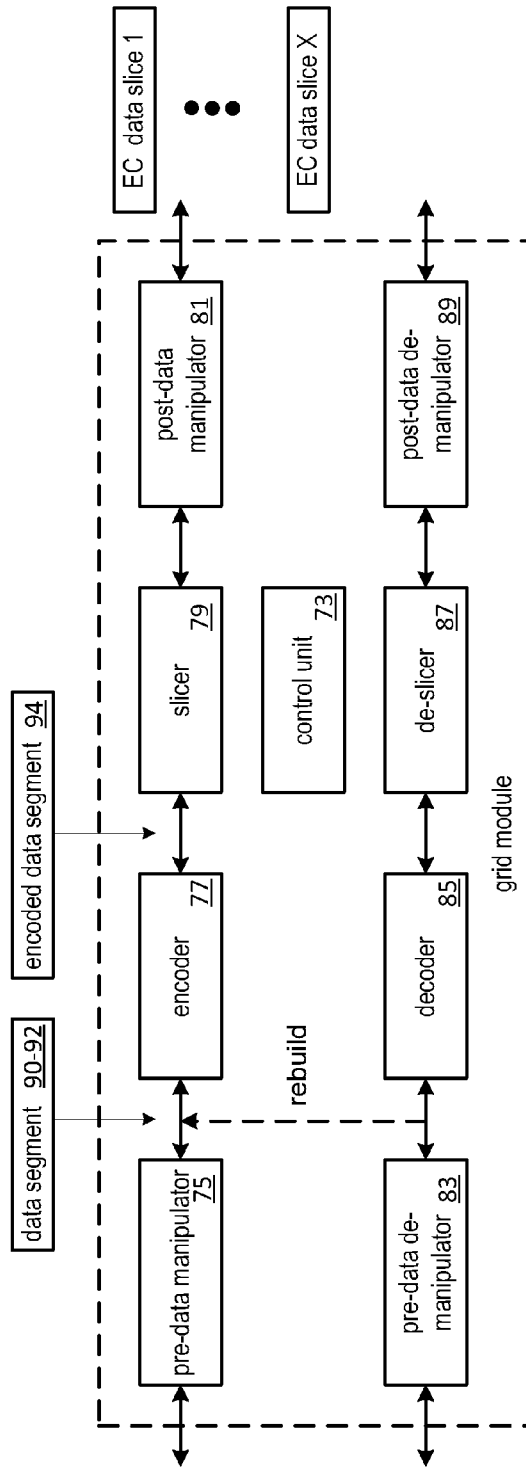 data segment 90-92
encoded data segment 94
pre-data manipulator
75
encoder
77
slicer
79
post-data
manipulator 81
EC data slice 1
EC data slice X
rebuild
control unit
73
pre-data de-
manipulator 83
decoder
85
de-slicer
87
post-data de-
manipulator 89
grid module